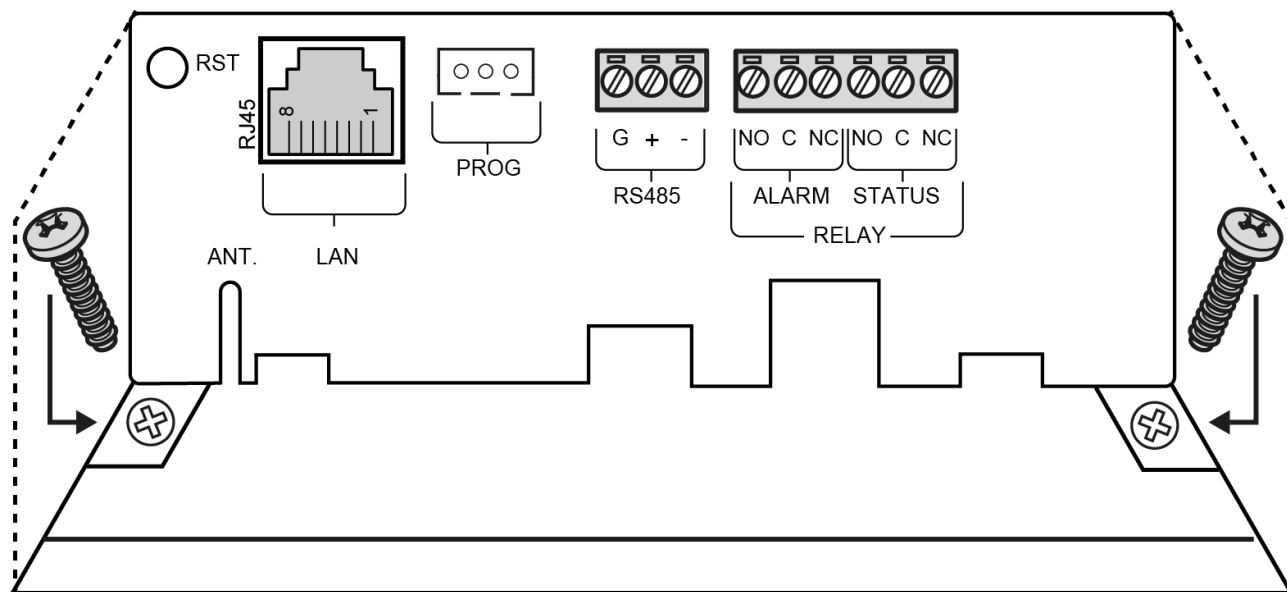 RST
RJ45
8 1
PROG
G + -
RS485
NO C NC NO C NC
ALARM STATUS
RELAY
ANT. LAN